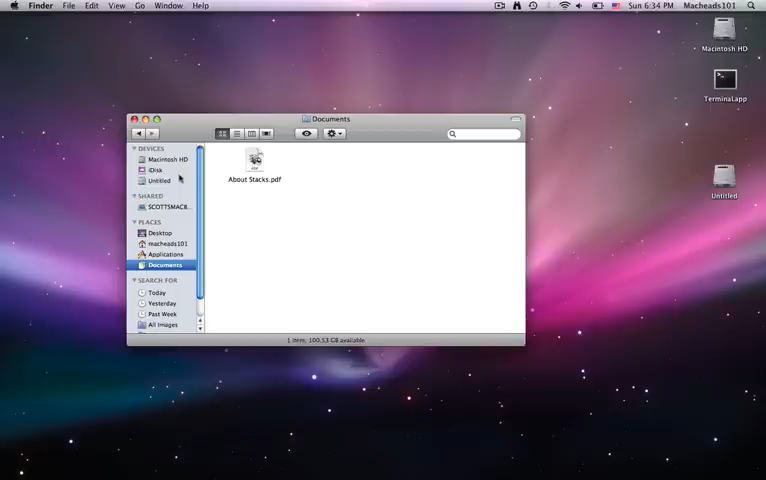 Finder File Edit View Go Window Help Sun 6:34 PM Macheads101
Macintosh HD
Terminal.app
Untitled
Documents
DEVICES
Macintosh HD
iDisk
Untitled
SHARED
SCOTTSMACB...
PLACES
Desktop
macheads101
Applications
Documents
SEARCH FOR
Today
Yesterday
Past Week
All Images
PDF
About Stacks.pdf
1 item, 100.53 GB available